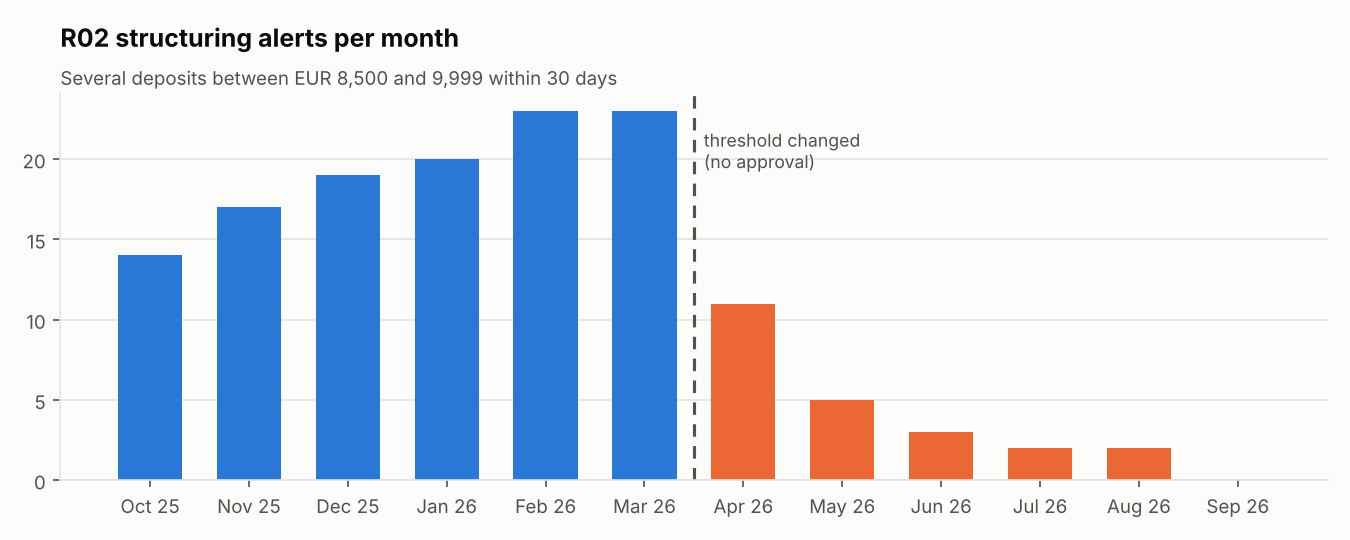 R02 structuring alerts per month
Several deposits between EUR 8,500 and 9,999 within 30 days
threshold changed
(no approval)
20
15
10
5
0
Oct 25 Nov 25 Dec 25 Jan 26 Feb 26 Mar 26 Apr 26 May 26 Jun 26 Jul 26 Aug 26 Sep 26